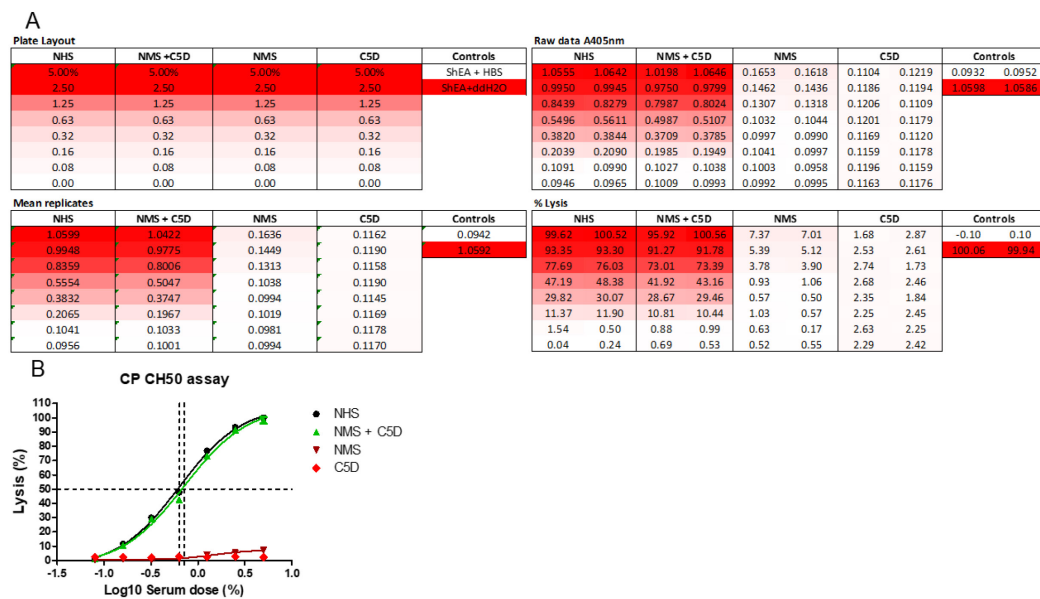 A
Plate Layout
NHS NMS +C5D NMS C5D Controls
5.00% 5.00% 5.00% 5.00% ShEA + HBS
2.50 2.50 2.50 2.50 ShEA+ddH2O
1.25 1.25 1.25 1.25
0.63 0.63 0.63 0.63
0.32 0.32 0.32 0.32
0.16 0.16 0.16 0.16
0.08 0.08 0.08 0.08
0.00 0.00 0.00 0.00
Raw data A405nm
NHS NMS + C5D NMS C5D Controls
1.0555 1.0642 1.0198 1.0646 0.1653 0.1618 0.1104 0.1219 0.0932 0.0952
0.9950 0.9945 0.9750 0.9799 0.1462 0.1436 0.1186 0.1194 1.0598 1.0586
0.8439 0.8279 0.7987 0.8024 0.1307 0.1318 0.1206 0.1109
0.5496 0.5611 0.4987 0.5107 0.1032 0.1044 0.1201 0.1179
0.3820 0.3844 0.3709 0.3785 0.0997 0.0990 0.1169 0.1120
0.2039 0.2090 0.1985 0.1949 0.1041 0.0997 0.1159 0.1178
0.1091 0.0990 0.1027 0.1038 0.1003 0.0958 0.1196 0.1159
0.0946 0.0965 0.1009 0.0993 0.0992 0.0995 0.1163 0.1176
Mean replicates
NHS NMS + C5D NMS C5D Controls
1.0599 1.0422 0.1636 0.1162 0.0942
0.9948 0.9775 0.1449 0.1190 1.0592
0.8359 0.8006 0.1313 0.1158
0.5554 0.5047 0.1038 0.1190
0.3832 0.3747 0.0994 0.1145
0.2065 0.1967 0.1019 0.1169
0.1041 0.1033 0.0981 0.1178
0.0956 0.1001 0.0994 0.1170
% Lysis
NHS NMS + C5D NMS C5D Controls
99.62 100.52 95.92 100.56 7.37 7.01 1.68 2.87 -0.10 0.10
93.35 93.30 91.27 91.78 5.39 5.12 2.53 2.61 100.06 99.94
77.69 76.03 73.01 73.39 3.78 3.90 2.74 1.73
47.19 48.38 41.92 43.16 0.93 1.06 2.68 2.46
29.82 30.07 28.67 29.46 0.57 0.50 2.35 1.84
11.37 11.90 10.81 10.44 1.03 0.57 2.25 2.45
1.54 0.50 0.88 0.99 0.63 0.17 2.63 2.25
0.04 0.24 0.69 0.53 0.52 0.55 2.29 2.42
B
CP CH50 assay
110
100
90
80
70
60
50
40
30
20
10
0
Lysis (%)
-1.5 -1.0 -0.5 0.0 0.5 1.0
Log10 Serum dose (%)
NHS
NMS + C5D
NMS
C5D